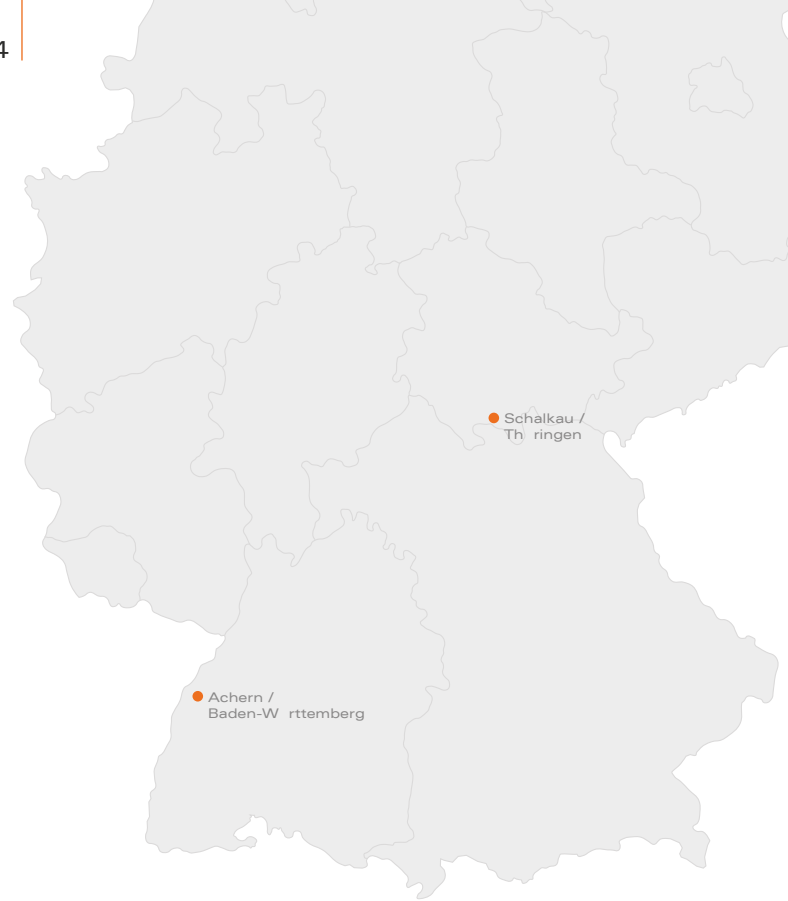 4
Schalkau /
Th ringen
Achern /
Baden-W rttemberg